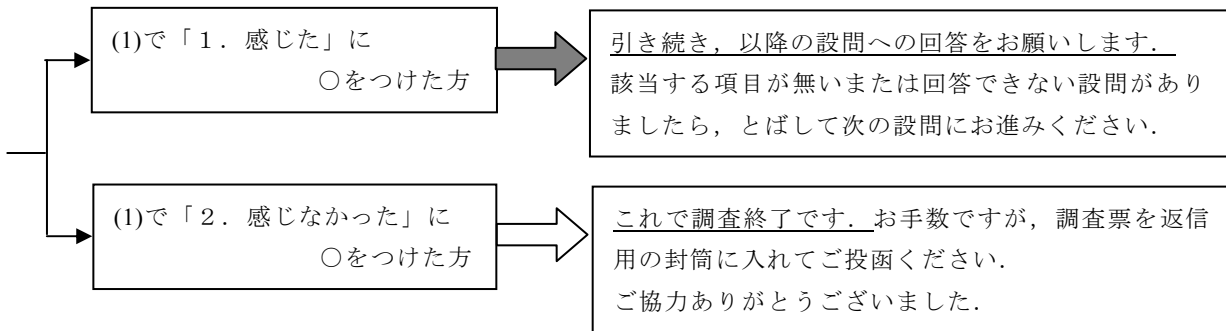 (1)で「１．感じた」に
○をつけた方
引き続き，以降の設問への回答をお願いします．
該当する項目が無いまたは回答できない設問があり
ましたら，とばして次の設問にお進みください．
(1)で「２．感じなかった」に
○をつけた方
これで調査終了です．お手数ですが，調査票を返信
用の封筒に入れてご投函ください．
ご協力ありがとうございました．